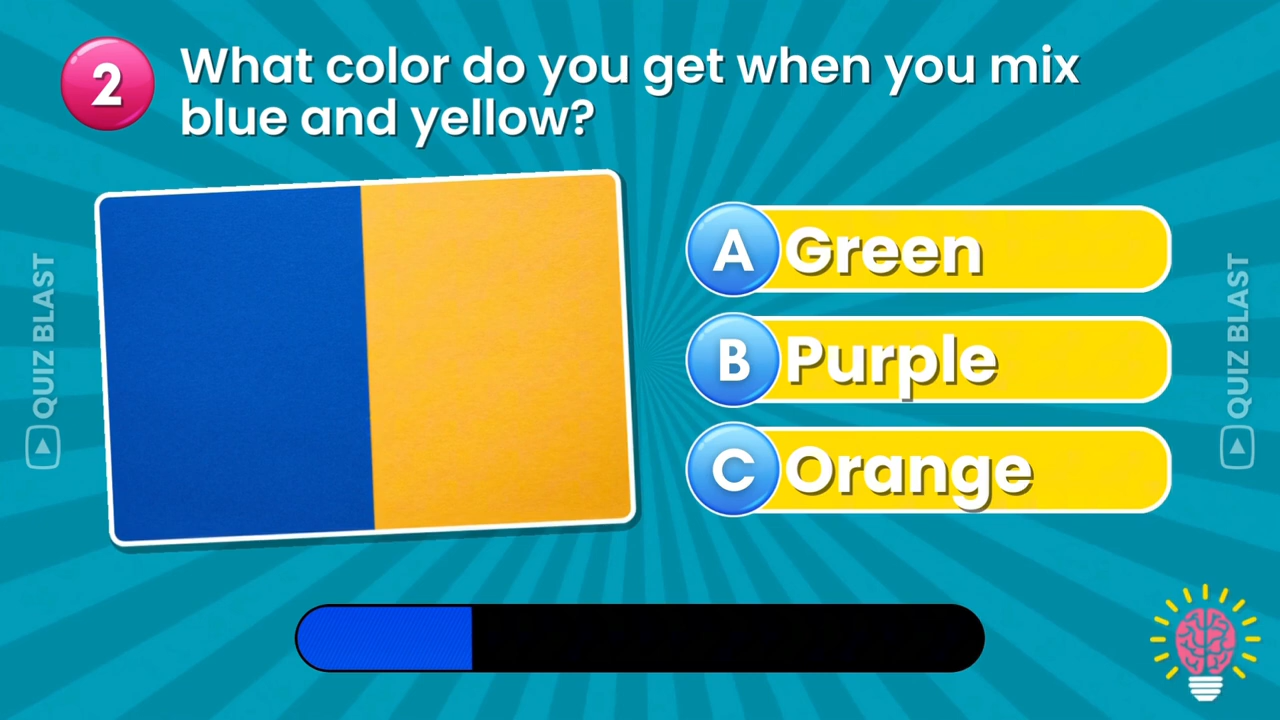 2
What color do you get when you mix
blue and yellow?
A Green
B Purple
C Orange
QUIZ BLAST
QUIZ BLAST